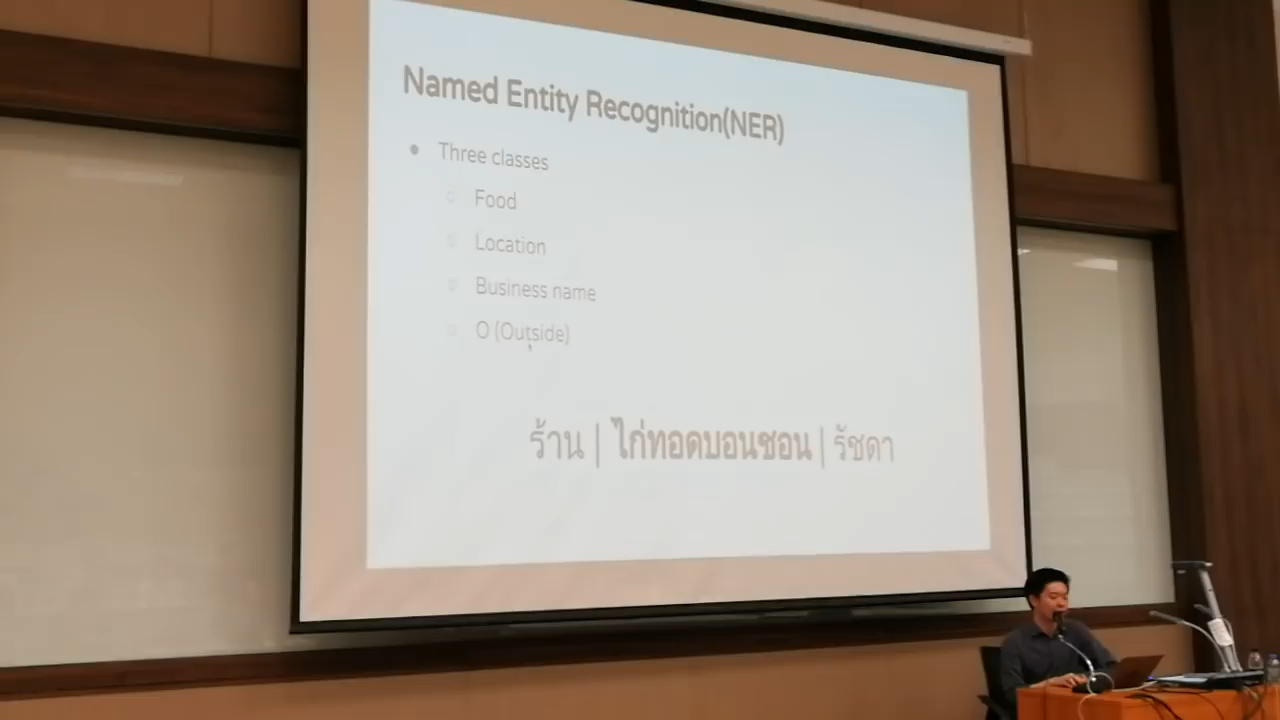 Named Entity Recognition(NER)
● Three classes
○ Food
○ Location
○ Business name
○ O (Outside)
ร้าน | ไก่ทอดบอนชอน | รัชดา